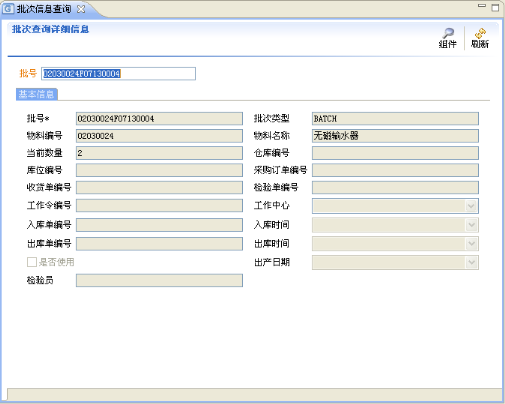 批次信息查询
批次查询详细信息
组件 刷新
批号 02030024F07130004
基本信息
批号* 02030024F07130004 批次类型 BATCH
物料编号 02030024 物料名称 无磁输水器
当前数量 2 仓库编号
库位编号 采购订单编号
收货单编号 检验单编号
工作令编号 工作中心
入库单编号 入库时间
出库单编号 出库时间
是否使用 出产日期
检验员